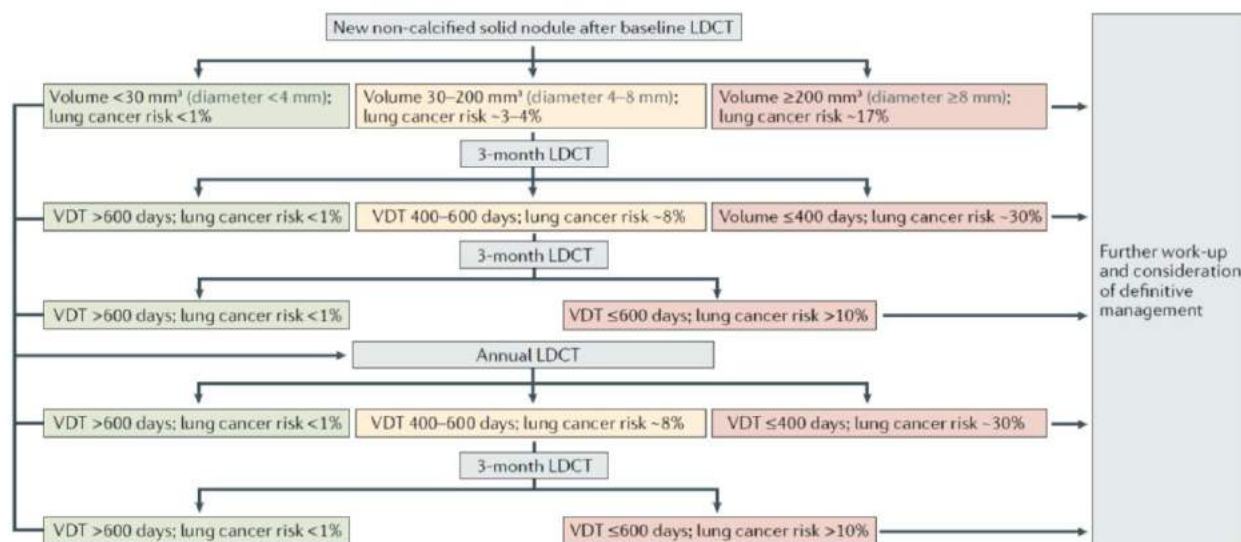 New non-calcified solid nodule after baseline LDCT
Volume <30 mm³ (diameter <4 mm);
lung cancer risk <1%
Volume 30–200 mm³ (diameter 4–8 mm);
lung cancer risk ~3–4%
Volume ≥200 mm³ (diameter ≥8 mm);
lung cancer risk ~17%
3-month LDCT
VDT >600 days; lung cancer risk <1%
VDT 400–600 days; lung cancer risk ~8%
Volume ≤400 days; lung cancer risk ~30%
3-month LDCT
VDT >600 days; lung cancer risk <1%
VDT ≤600 days; lung cancer risk >10%
Annual LDCT
VDT >600 days; lung cancer risk <1%
VDT 400–600 days; lung cancer risk ~8%
VDT ≤400 days; lung cancer risk ~30%
3-month LDCT
VDT >600 days; lung cancer risk <1%
VDT ≤600 days; lung cancer risk >10%
Further work-up
and consideration
of definitive
management